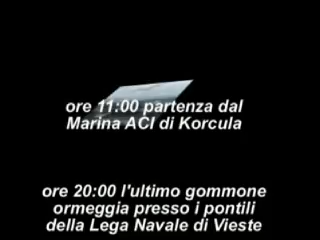 ore 11:00 partenza dal
Marina ACI di Korcula
ore 20:00 l'ultimo gommone
ormeggia presso i pontili
della Lega Navale di Vieste